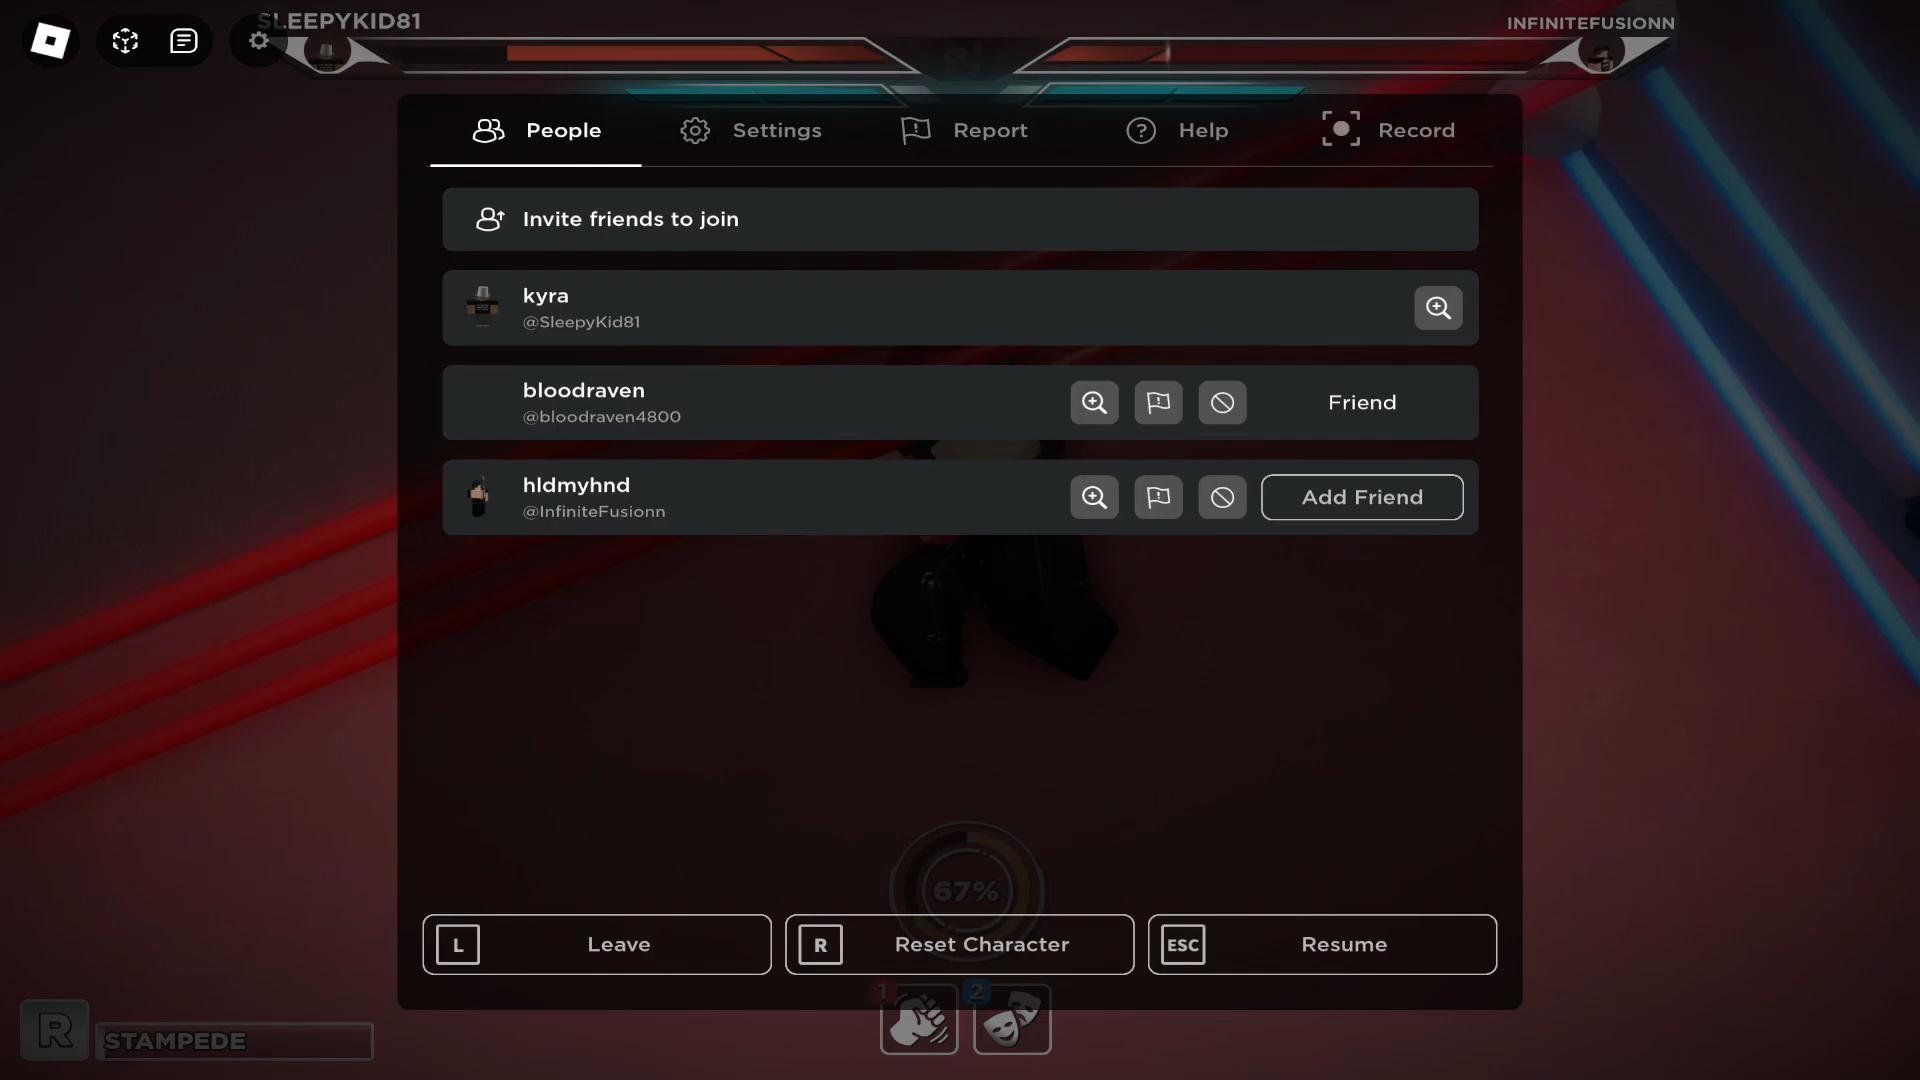 SLEEPYKID81
INFINITEFUSIONN
People
Settings
Report
Help
Record
Invite friends to join
kyra
@SleepyKid81
bloodraven
@bloodraven4800
Friend
hldmyhnd
@InfiniteFusionn
Add Friend
67%
L Leave
R Reset Character
ESC Resume
1
2
R
STAMPEDE